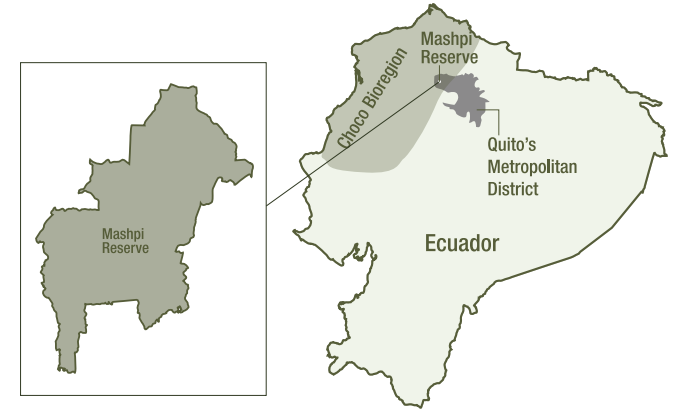 Mashpi
Reserve
Choco Bioregion
Mashpi
Reserve
Quito's
Metropolitan
District
Ecuador